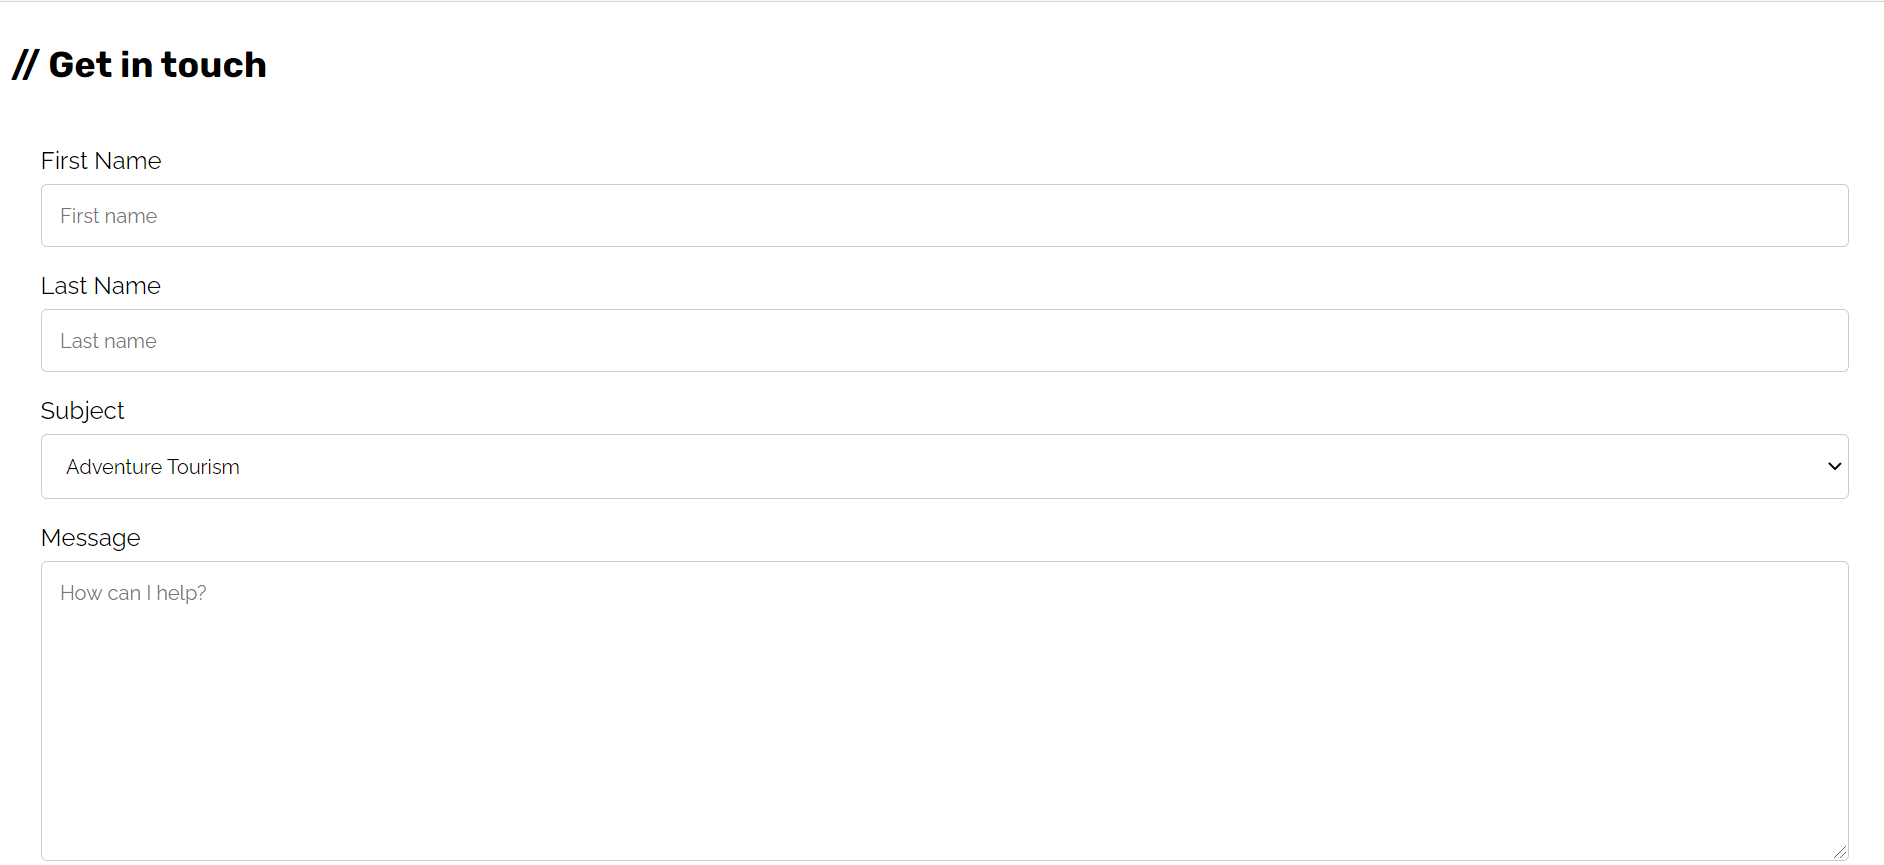 // Get in touch
First Name
First name
Last Name
Last name
Subject
Adventure Tourism
Message
How can I help?